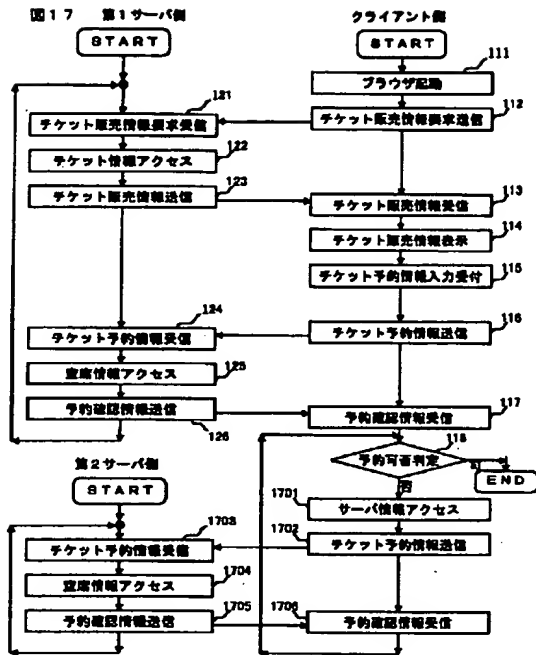 図17 第1サーバ側
START
121
チケット販売情報要求受信
122
チケット情報アクセス
123
チケット販売情報送信
124
チケット予約情報受信
125
空席情報アクセス
予約確認情報送信
126
クライアント側
START
111
ブラウザ起動
112
チケット販売情報要求送信
113
チケット販売情報受信
114
チケット販売情報表示
115
チケット予約情報入力受付
116
チケット予約情報送信
117
予約確認情報受信
118
予約可否判定
END
否
1701
サーバ情報アクセス
1702
チケット予約情報送信
1706
予約確認情報受信
第2サーバ側
START
1703
チケット予約情報受信
1704
空席情報アクセス
1705
予約確認情報送信